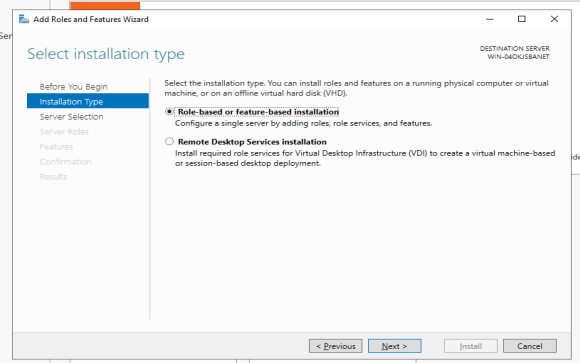 Add Roles and Features Wizard
Ser
Select installation type
DESTINATION SERVER
WIN-04OKJSBANET
Before You Begin
Installation Type
Server Selection
Server Roles
Features
Confirmation
Results
Select the installation type. You can install roles and features on a running physical computer or virtual
machine, or on an offline virtual hard disk (VHD).
Role-based or feature-based installation
Configure a single server by adding roles, role services, and features.
Remote Desktop Services installation
Install required role services for Virtual Desktop Infrastructure (VDI) to create a virtual machine-based
or session-based desktop deployment.
ide
< Previous
Next >
Install
Cancel